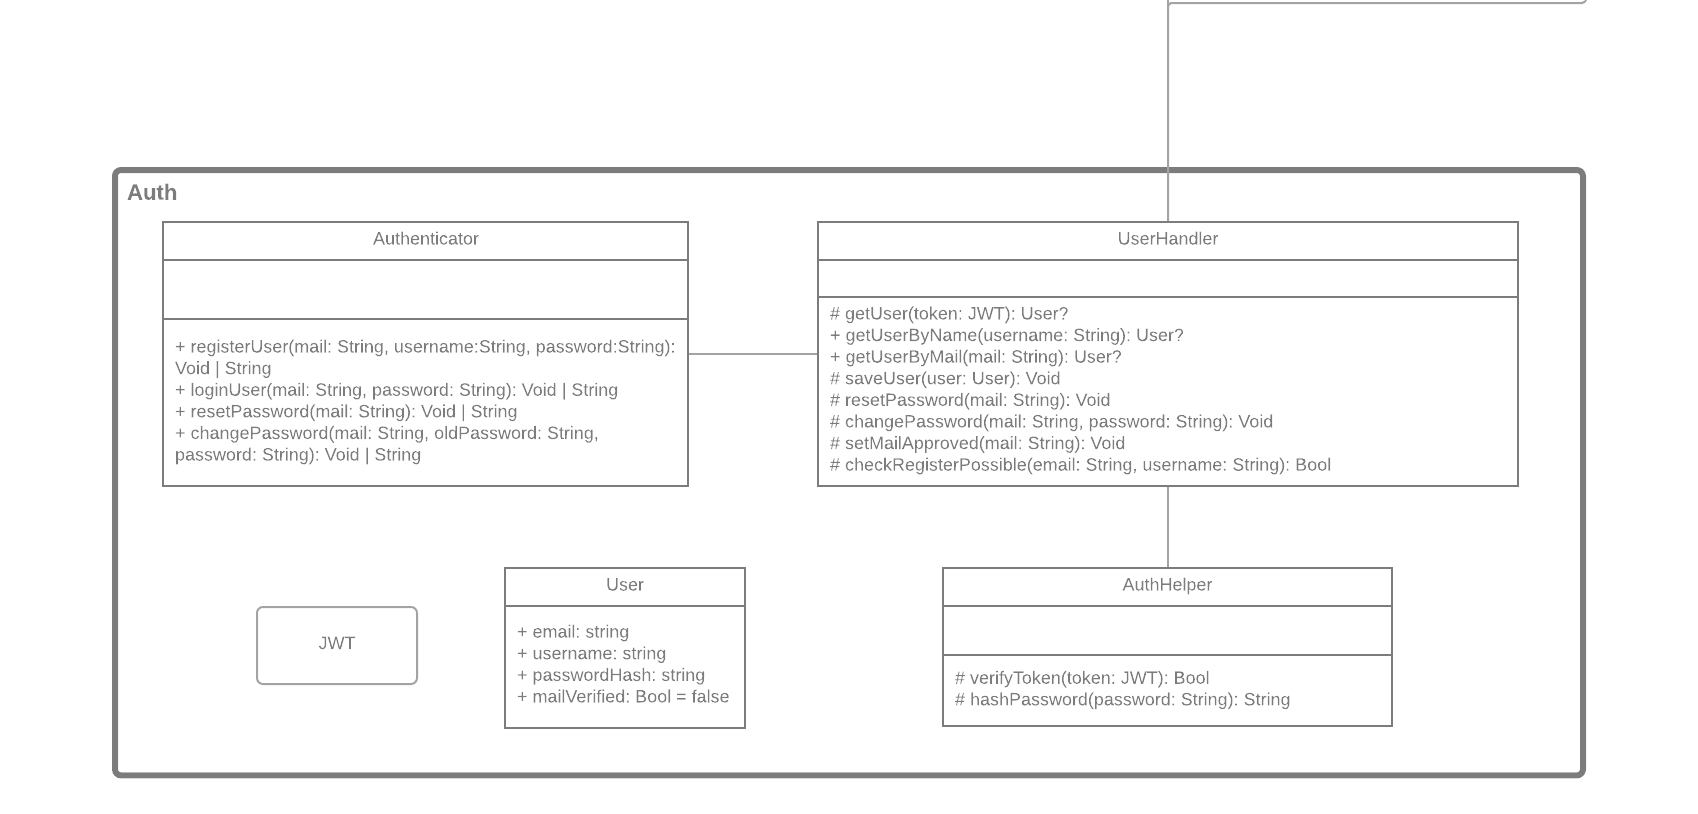 Auth
Authenticator
+ registerUser(mail: String, username:String, password:String):
Void | String
+ loginUser(mail: String, password: String): Void | String
+ resetPassword(mail: String): Void | String
+ changePassword(mail: String, oldPassword: String,
password: String): Void | String
UserHandler
# getUser(token: JWT): User?
+ getUserByName(username: String): User?
+ getUserByMail(mail: String): User?
# saveUser(user: User): Void
# resetPassword(mail: String): Void
# changePassword(mail: String, password: String): Void
# setMailApproved(mail: String): Void
# checkRegisterPossible(email: String, username: String): Bool
JWT
User
+ email: string
+ username: string
+ passwordHash: string
+ mailVerified: Bool = false
AuthHelper
# verifyToken(token: JWT): Bool
# hashPassword(password: String): String